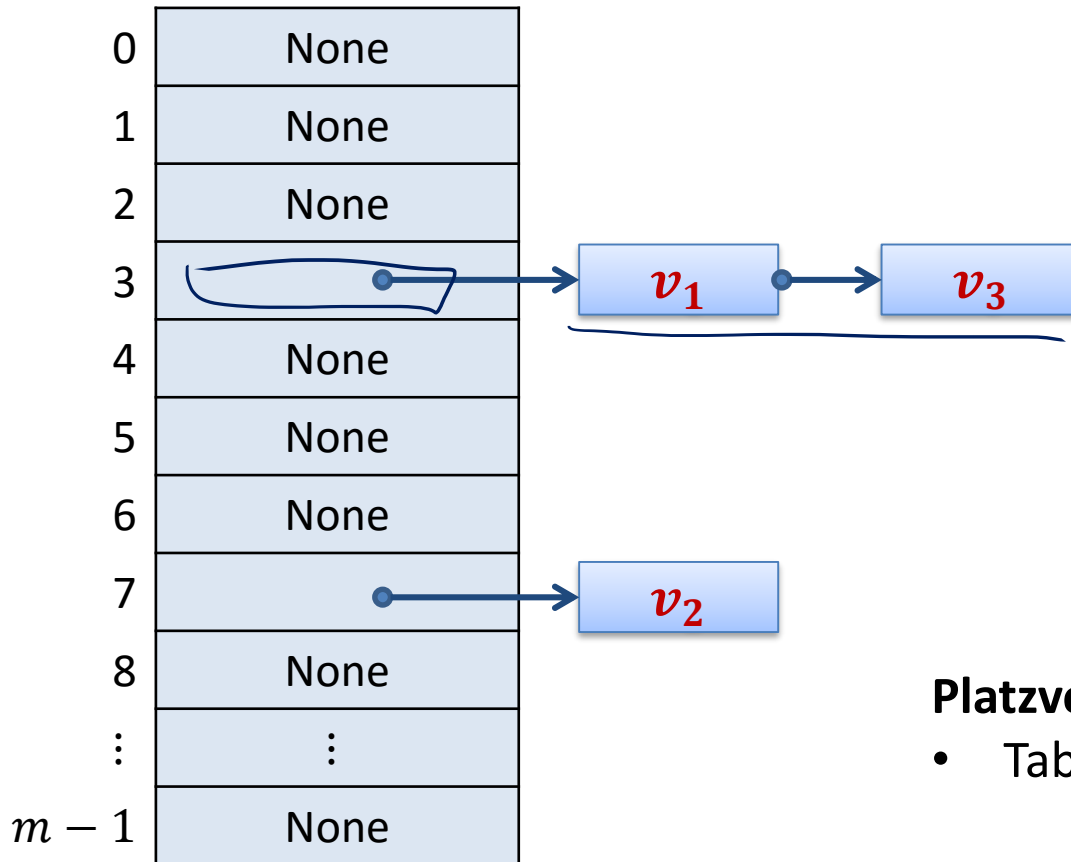 0 None
1 None
2 None
3 v₁ v₃
4 None
5 None
6 None
7 v₂
8 None
⋮ ⋮
Platzve
• Tab
m − 1 None